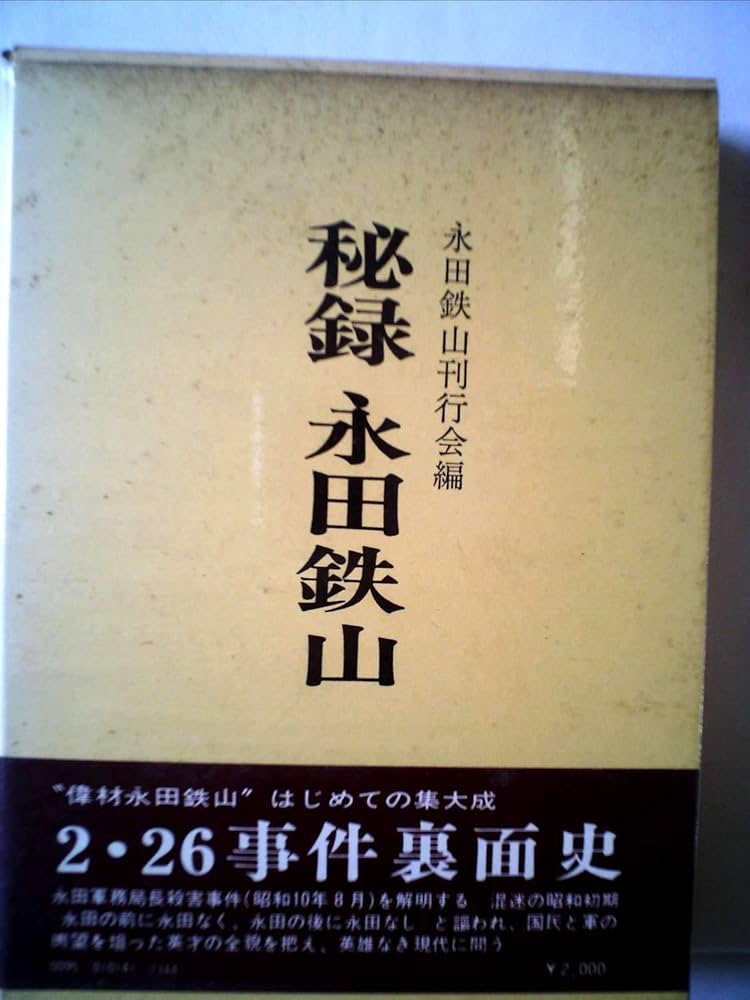 永田鉄山刊行会編
秘録 永田鉄山
〝偉材永田鉄山〟はじめての集大成
2・26事件裏面史
永田軍務局長殺害事件(昭和10年8月)を解明する 混迷の昭和初期
永田の前に永田なく、永田の後に永田なし と謳われ、国民と軍の
興望を担った英才の全貌を把え、英雄なき現代に問う
¥2,000